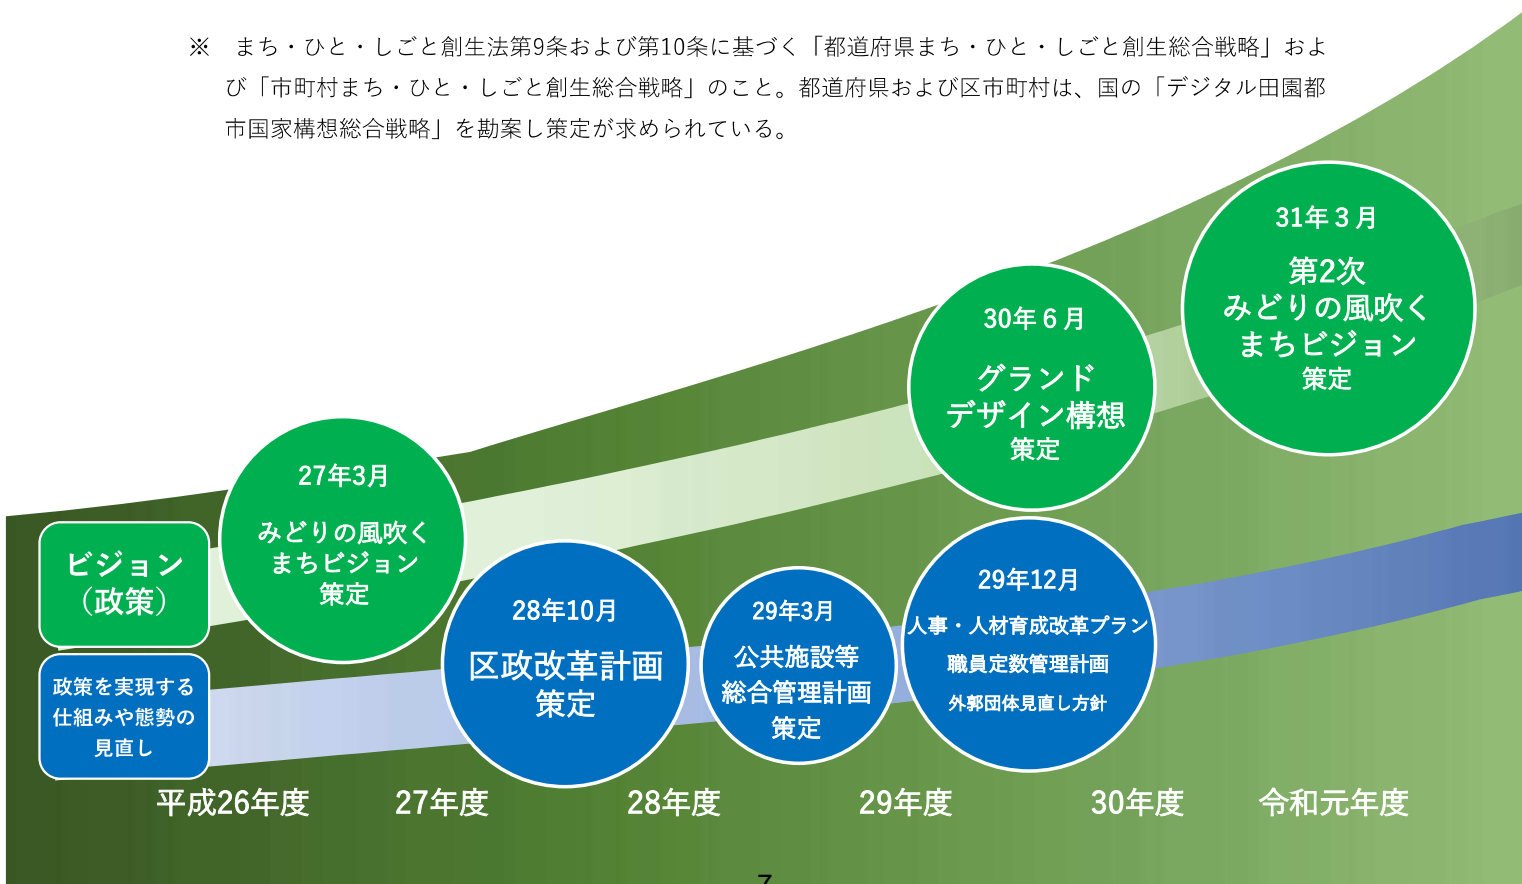 ※　まち・ひと・しごと創生法第9条および第10条に基づく「都道府県まち・ひと・しごと創生総合戦略」およ
び「市町村まち・ひと・しごと創生総合戦略」のこと。都道府県および区市町村は、国の「デジタル田園都
市国家構想総合戦略」を勘案し策定が求められている。
31年３月
第2次
みどりの風吹く
まちビジョン
策定
30年６月
グランド
デザイン構想
策定
27年3月
みどりの風吹く
まちビジョン
策定
ビジョン
（政策）
政策を実現する
仕組みや態勢の
見直し
28年10月
区政改革計画
策定
29年3月
公共施設等
総合管理計画
策定
29年12月
人事・人材育成改革プラン
職員定数管理計画
外郭団体見直し方針
平成26年度
27年度
28年度
29年度
30年度
令和元年度
7